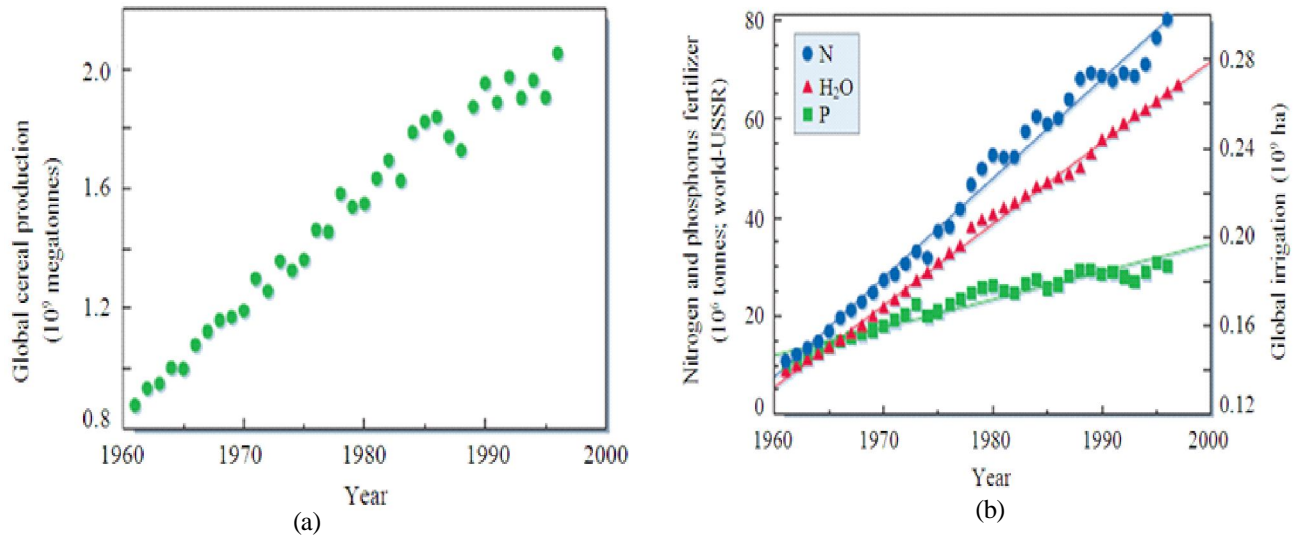 Global cereal production
(10⁹ megatonnes)
2.0
1.6
1.2
0.8
1960
1970
1980
1990
2000
Year
(a)
Nitrogen and phosphorus fertilizer
(10⁶ tonnes; world-USSR)
80
60
40
20
0
N
H₂O
P
0.28
0.24
0.20
0.16
0.12
Global irrigation (10⁹ ha)
1960
1970
1980
1990
2000
Year
(b)